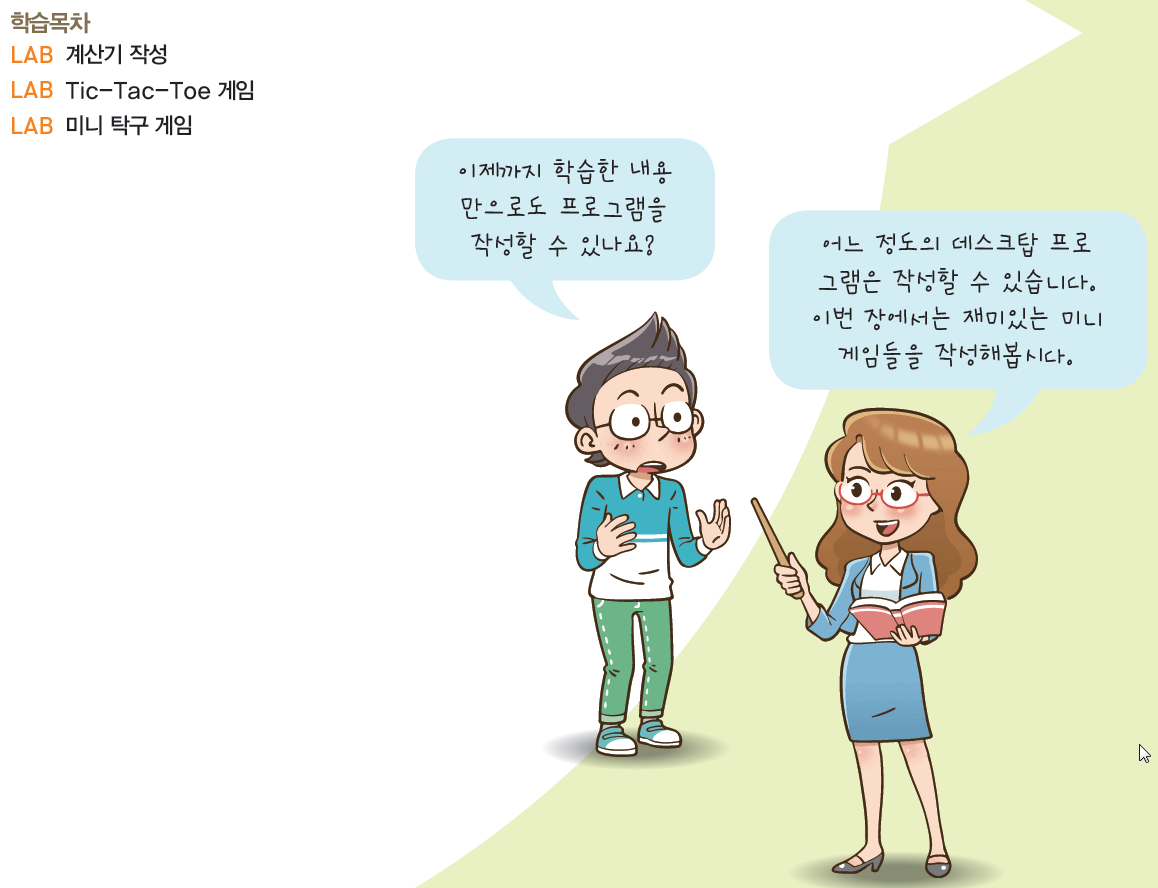 학습목차
LAB 계산기 작성
LAB Tic-Tac-Toe 게임
LAB 미니 탁구 게임
이제까지 학습한 내용
만으로도 프로그램을
작성할 수 있나요?
어느 정도의 데스크탑 프로
그램은 작성할 수 있습니다.
이번 장에서는 재미있는 미니
게임들을 작성해봅시다.